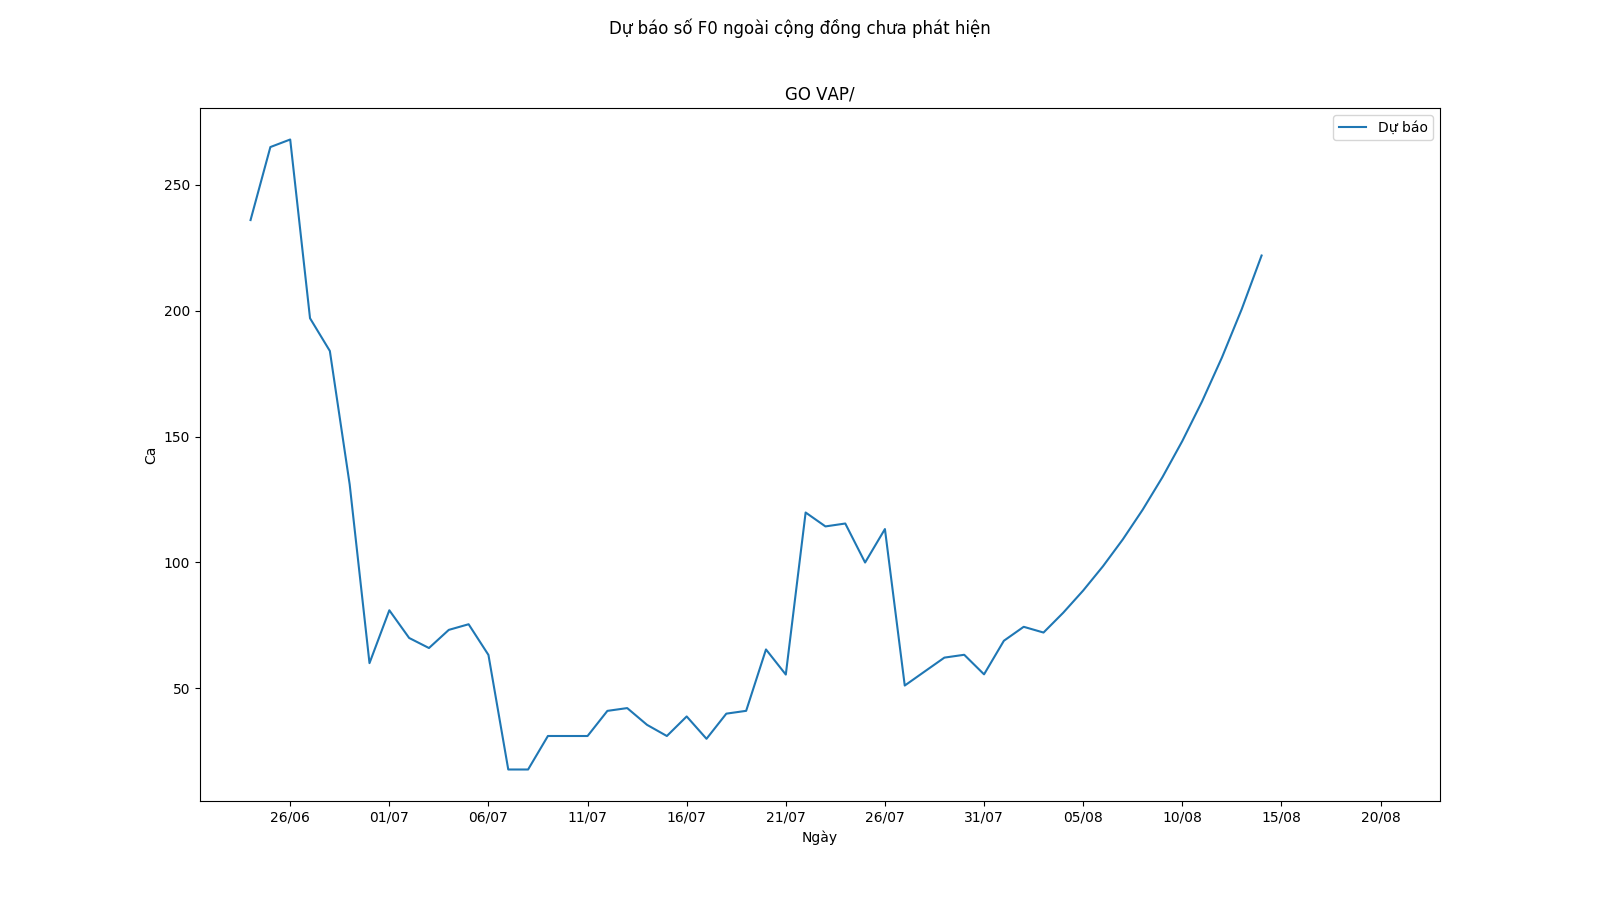 Dự báo số F0 ngoài cộng đồng chưa phát hiện
GO VAP/
Dự báo
250
200
150
100
50
Ca
26/06 01/07 06/07 11/07 16/07 21/07 26/07 31/07 05/08 10/08 15/08 20/08
Ngày